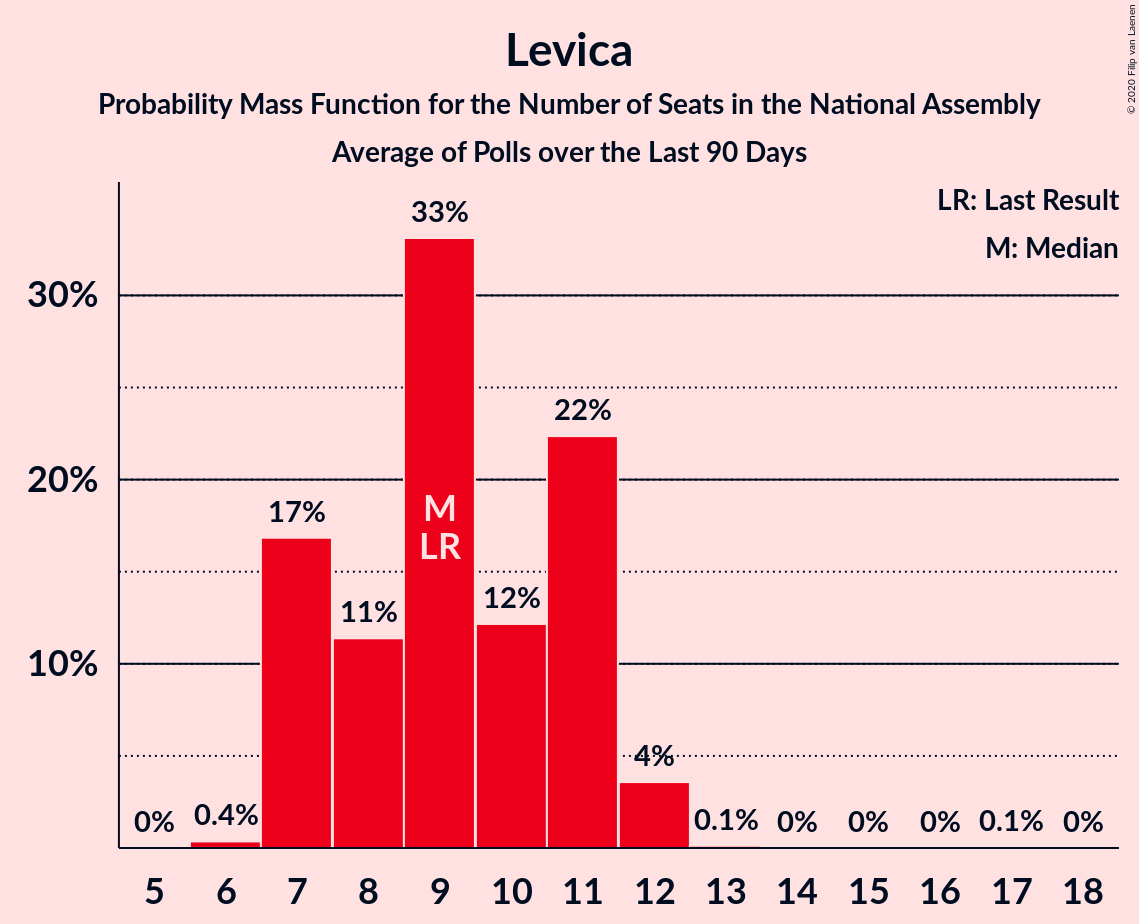 Levica
Probability Mass Function for the Number of Seats in the National Assembly
Average of Polls over the Last 90 Days
© 2020 Filip van Laenen
LR: Last Result
M: Median
30%
20%
10%
0%
0.4%
17%
11%
33%
M
LR
12%
22%
4%
0.1%
0%
0%
0%
0.1%
0%
5 6 7 8 9 10 11 12 13 14 15 16 17 18